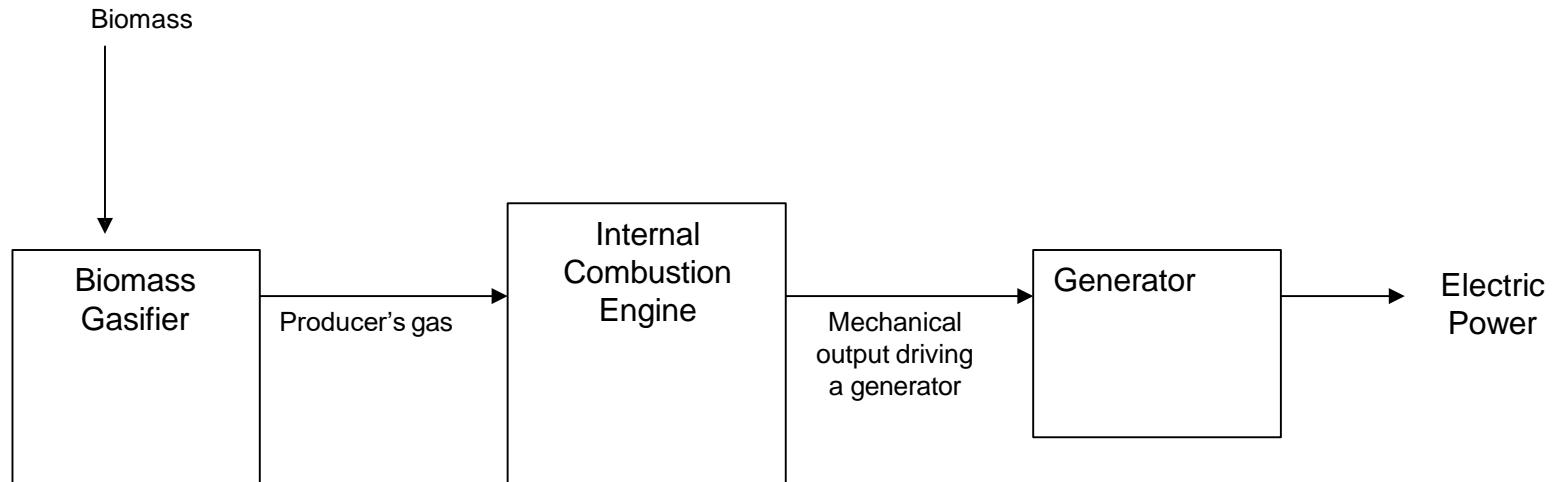 Biomass
Biomass
Gasifier
Producer’s gas
Internal
Combustion
Engine
Mechanical
output driving
a generator
Generator
Electric
Power